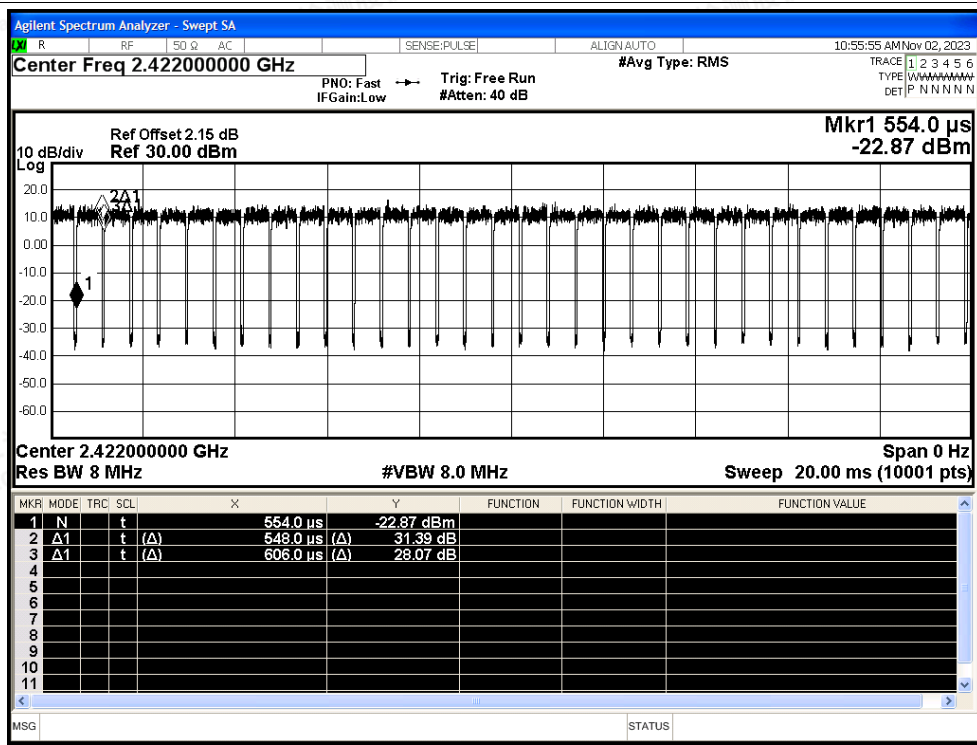 Agilent Spectrum Analyzer - Swept SA
LXI R RF 50 Ω AC SENSE:PULSE ALIGN AUTO 10:55:55 AM Nov 02, 2023
Center Freq 2.422000000 GHz #Avg Type: RMS TRACE 1 2 3 4 5 6
PNO: Fast Trig: Free Run TYPE WWWWWW
IFGain:Low #Atten: 40 dB DET P N N N N N
Ref Offset 2.15 dB Mkr1 554.0 µs
10 dB/div Ref 30.00 dBm -22.87 dBm
Log
20.0
2Δ1
3Δ1
10.0
0.00
-10.0
1
-20.0
-30.0
-40.0
-50.0
-60.0
Center 2.422000000 GHz Span 0 Hz
Res BW 8 MHz #VBW 8.0 MHz Sweep 20.00 ms (10001 pts)
MKR MODE TRC SCL X Y FUNCTION FUNCTION WIDTH FUNCTION VALUE
1 N t 554.0 µs -22.87 dBm
2 Δ1 t (Δ) 548.0 µs (Δ) 31.39 dB
3 Δ1 t (Δ) 606.0 µs (Δ) 28.07 dB
4
5
6
7
8
9
10
11
MSG STATUS